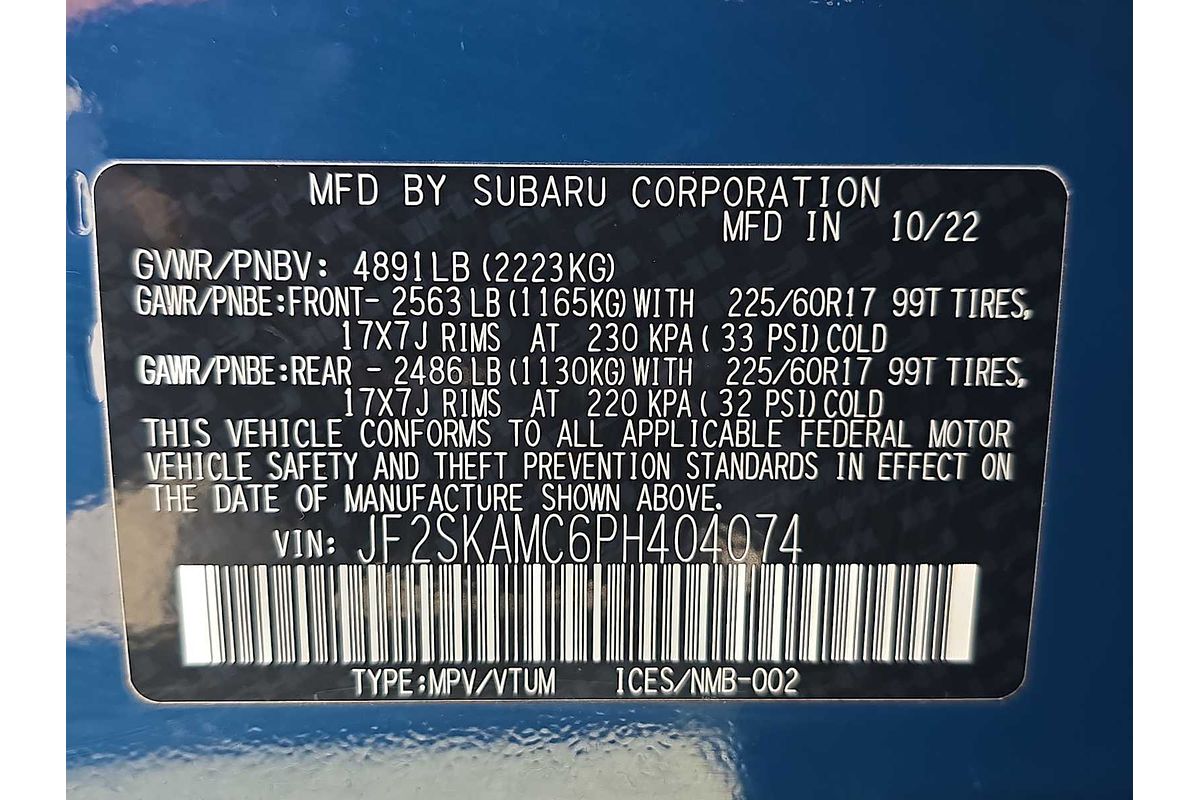 MFD BY SUBARU CORPORATION
MFD IN 10/22
GVWR/PNBV: 4891LB (2223KG)
GAWR/PNBE:FRONT- 2563 LB (1165KG) WITH 225/60R17 99T TIRES,
17X7J RIMS AT 230 KPA ( 33 PSI) COLD
GAWR/PNBE:REAR - 2486 LB (1130KG) WITH 225/60R17 99T TIRES,
17X7J RIMS AT 220 KPA ( 32 PSI) COLD
THIS VEHICLE CONFORMS TO ALL APPLICABLE FEDERAL MOTOR
VEHICLE SAFETY AND THEFT PREVENTION STANDARDS IN EFFECT ON
THE DATE OF MANUFACTURE SHOWN ABOVE.
VIN: JF2SKAMC6PH404074
TYPE:MPV/VTUM ICES/NMB-002